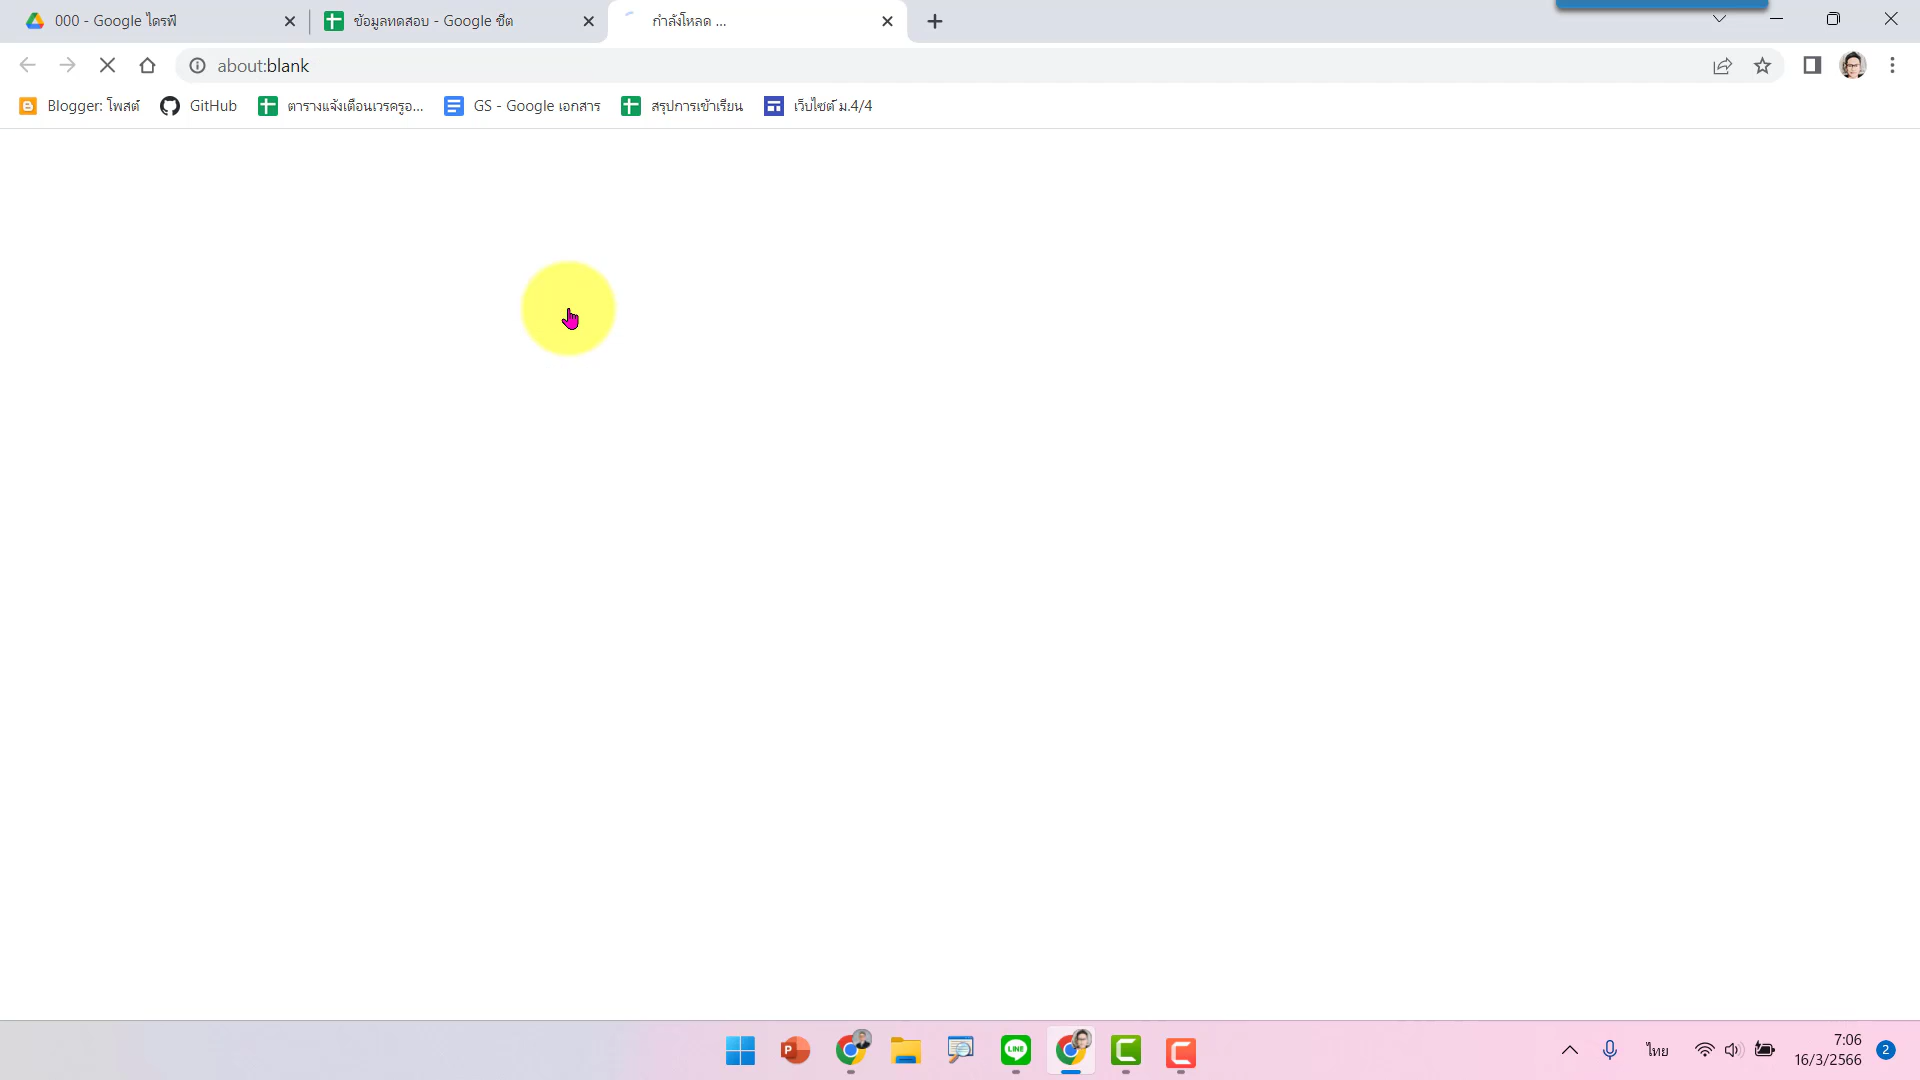 000 - Google ไดรฟ์
ข้อมูลทดสอบ - Google ชีต
กำลังโหลด ...
about:blank
Blogger: โพสต์
GitHub
ตารางแจ้งเตือนเวรครูอ...
GS - Google เอกสาร
สรุปการเข้าเรียน
เว็บไซต์ ม.4/4
P
LINE
ไทย
7:06
16/3/2566
2